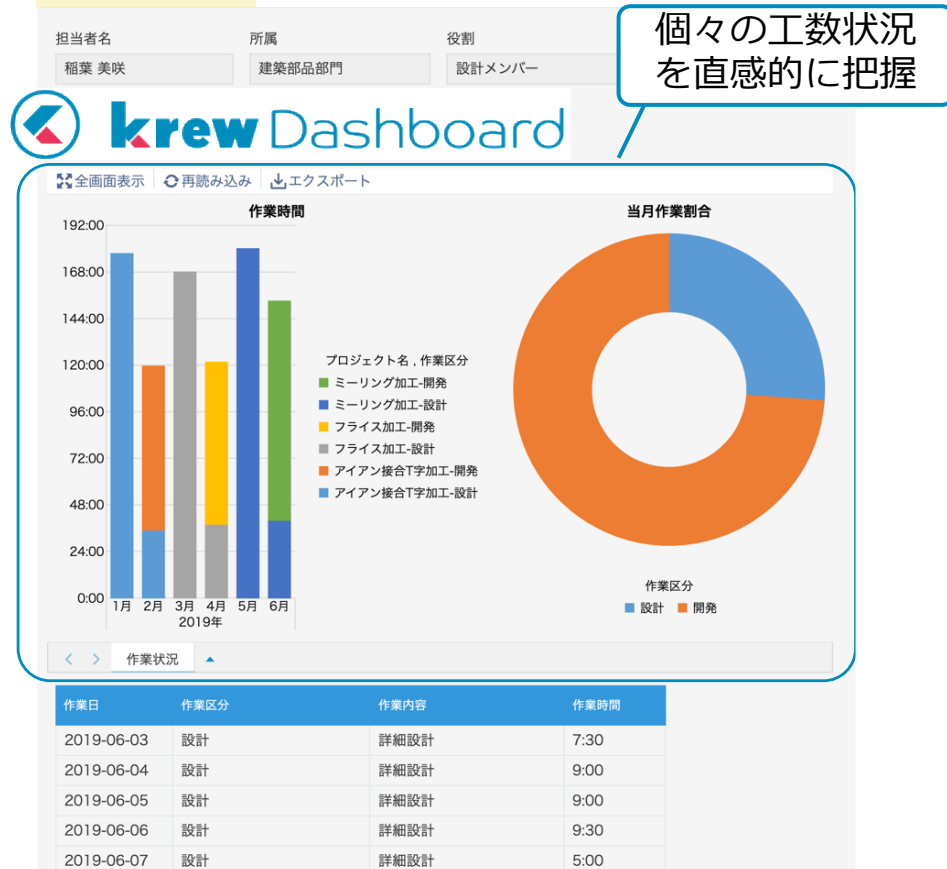 個々の工数状況
を直感的に把握
担当者名 所属 役割
稲葉 美咲 建築部品部門 設計メンバー
krew Dashboard
全画面表示 再読み込み エクスポート
作業時間
192:00
168:00
144:00
120:00
96:00
72:00
48:00
24:00
0:00
1月 2月 3月 4月 5月 6月
2019年
プロジェクト名 , 作業区分
ミーリング加工-開発
ミーリング加工-設計
フライス加工-開発
フライス加工-設計
アイアン接合T字加工-開発
アイアン接合T字加工-設計
当月作業割合
作業区分
設計 開発
作業状況
作業日 作業区分 作業内容 作業時間
2019-06-03 設計 詳細設計 7:30
2019-06-04 設計 詳細設計 9:00
2019-06-05 設計 詳細設計 9:00
2019-06-06 設計 詳細設計 9:30
2019-06-07 設計 詳細設計 5:00